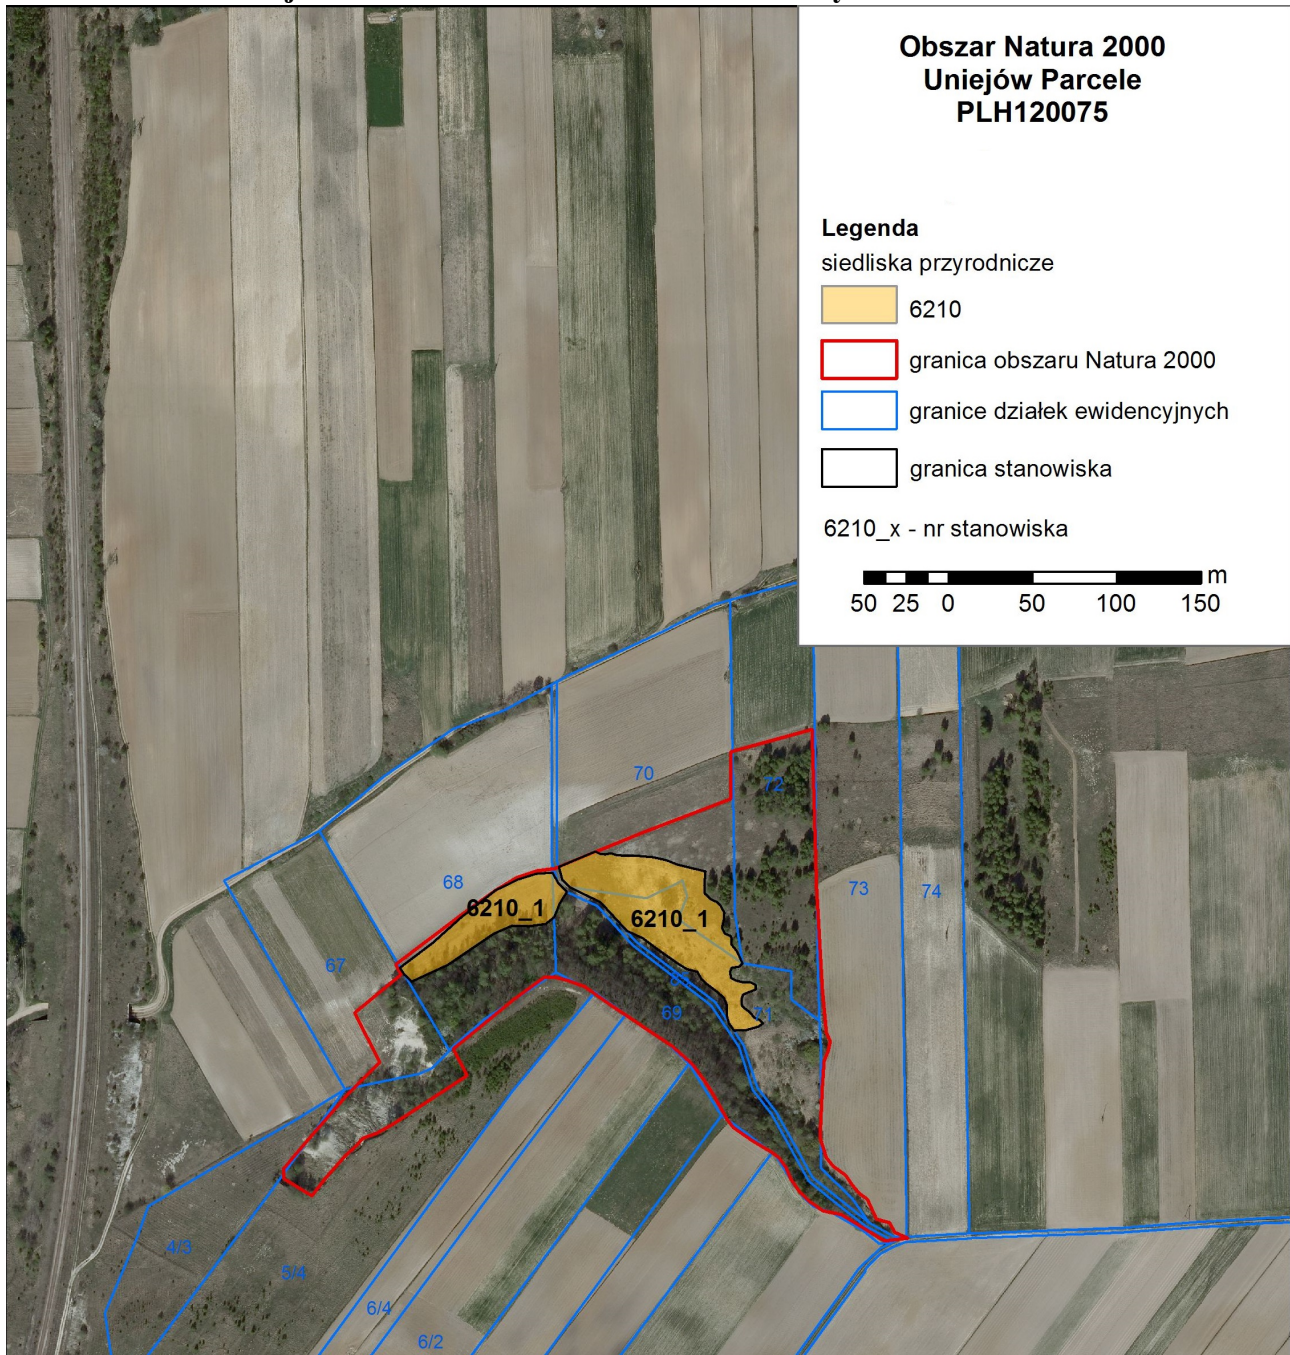 Obszar Natura 2000
Uniejów Parcele
PLH120075
Legenda
siedliska przyrodnicze
6210
granica obszaru Natura 2000
granice działek ewidencyjnych
granica stanowiska
6210_x - nr stanowiska
m
50 25 0 50 100 150
70
72
68
73
74
6210_1
6210_1
67
69
71
4/3
5/4
6/4
6/2